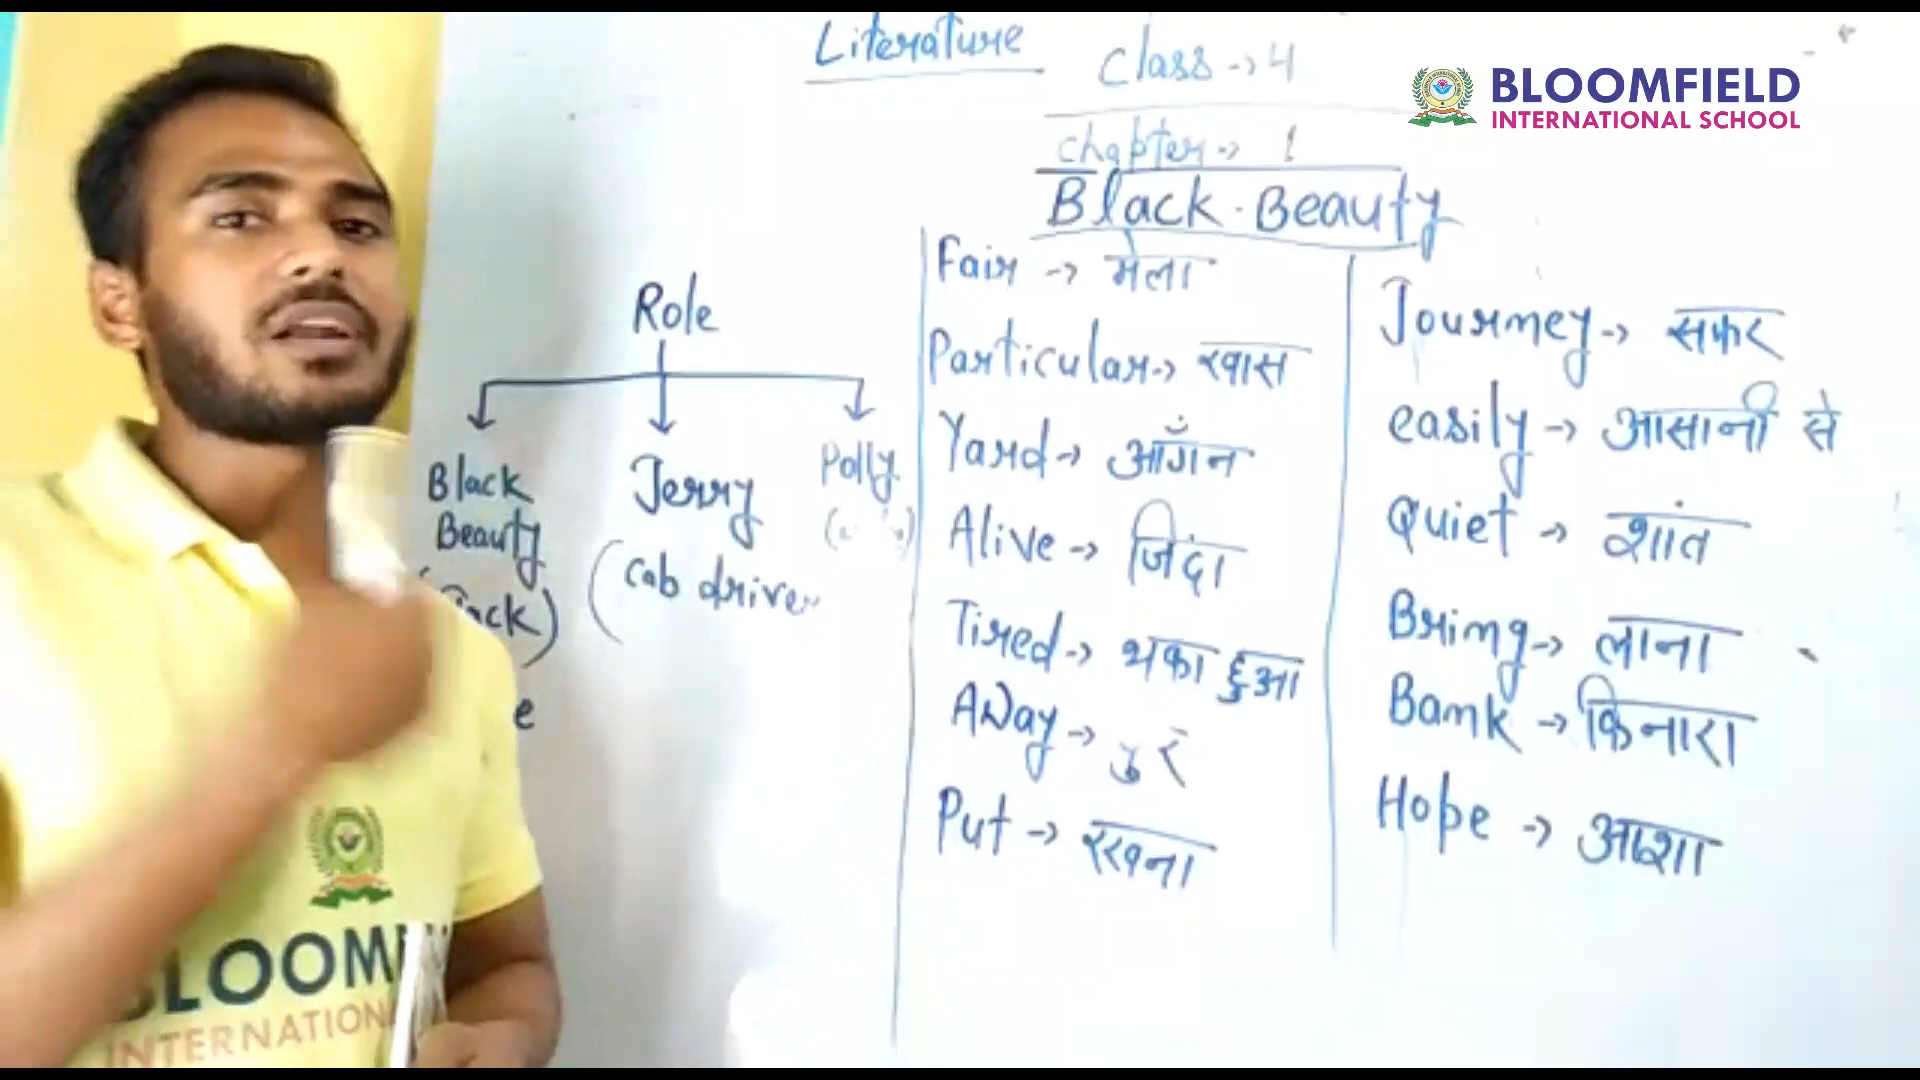 Literature
Class → 4
BLOOMFIELD
INTERNATIONAL SCHOOL
Chapter → 1
Black Beauty
Role
Black
Beauty
Jerry
(Cab driver
Polly
Fair → मेला
Particular → खास
Yard → आँगन
Alive → जिंदा
Tired → थका हुआ
Away →
Put → रखना
Journey → सफर
easily → आसानी से
Quiet → शांत
Bring → लाना
Bank → किनारा
Hope → आशा
INTERNATION